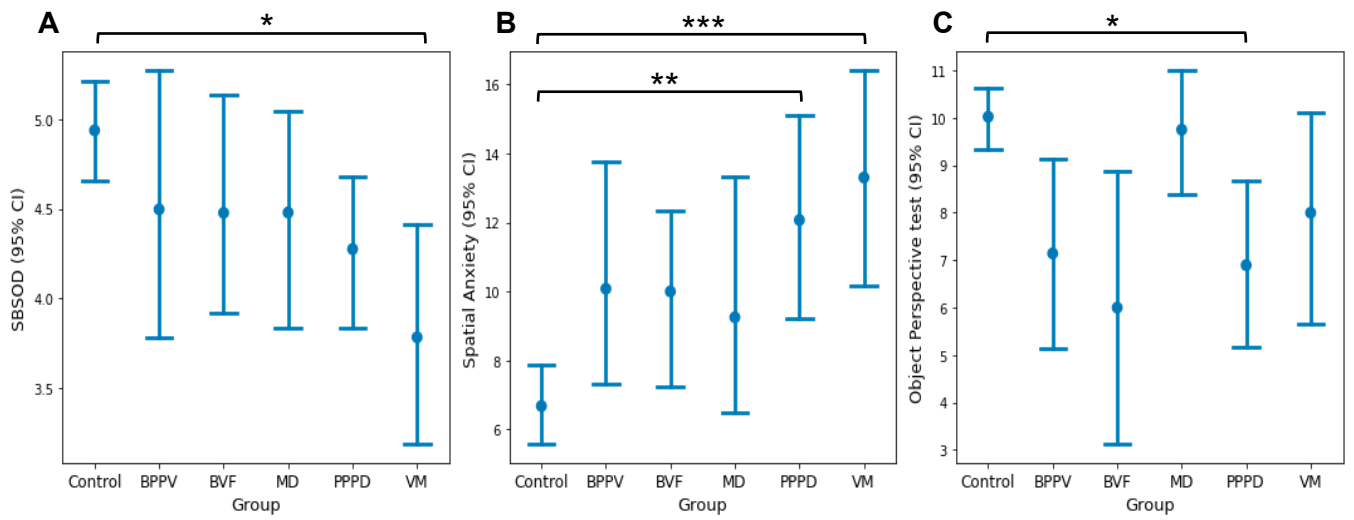 A
*
SBSOD (95% CI)
5.0
4.5
4.0
3.5
Control BPPV BVF MD PPPD VM
Group
B
***
**
Spatial Anxiety (95% CI)
16
14
12
10
8
6
Control BPPV BVF MD PPPD VM
Group
C
*
Object Perspective test (95% CI)
11
10
9
8
7
6
5
4
3
Control BPPV BVF MD PPPD VM
Group